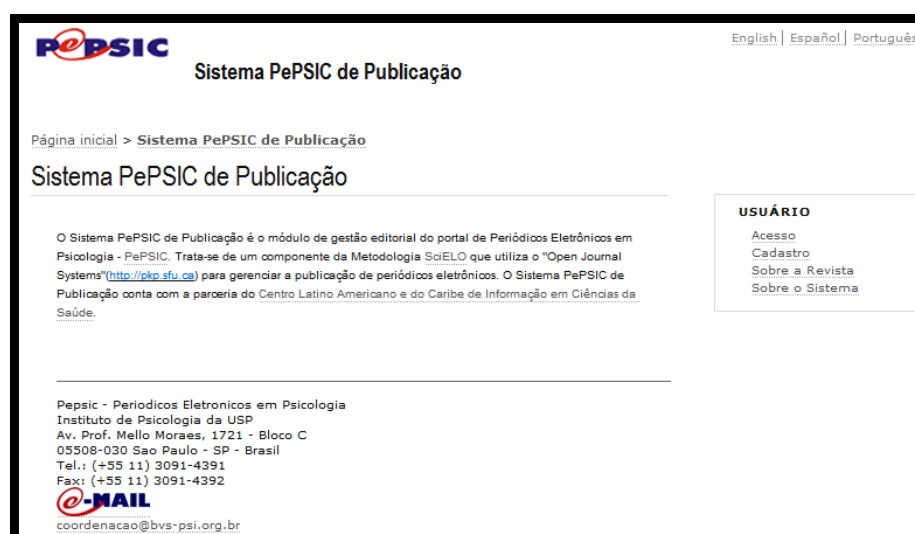 PePSIC
English | Español | Português
Sistema PePSIC de Publicação
Página inicial > Sistema PePSIC de Publicação
Sistema PePSIC de Publicação
O Sistema PePSIC de Publicação é o módulo de gestão editorial do portal de Periódicos Eletrônicos em
Psicologia - PePSIC. Trata-se de um componente da Metodologia SciELO que utiliza o "Open Journal
Systems"(http://pkp.sfu.ca) para gerenciar a publicação de periódicos eletrônicos. O Sistema PePSIC de
Publicação conta com a parceria do Centro Latino Americano e do Caribe de Informação em Ciências da
Saúde.
USUÁRIO
Acesso
Cadastro
Sobre a Revista
Sobre o Sistema
Pepsic - Periodicos Eletronicos em Psicologia
Instituto de Psicologia da USP
Av. Prof. Mello Moraes, 1721 - Bloco C
05508-030 Sao Paulo - SP - Brasil
Tel.: (+55 11) 3091-4391
Fax: (+55 11) 3091-4392
e-MAIL
coordenacao@bvs-psi.org.br